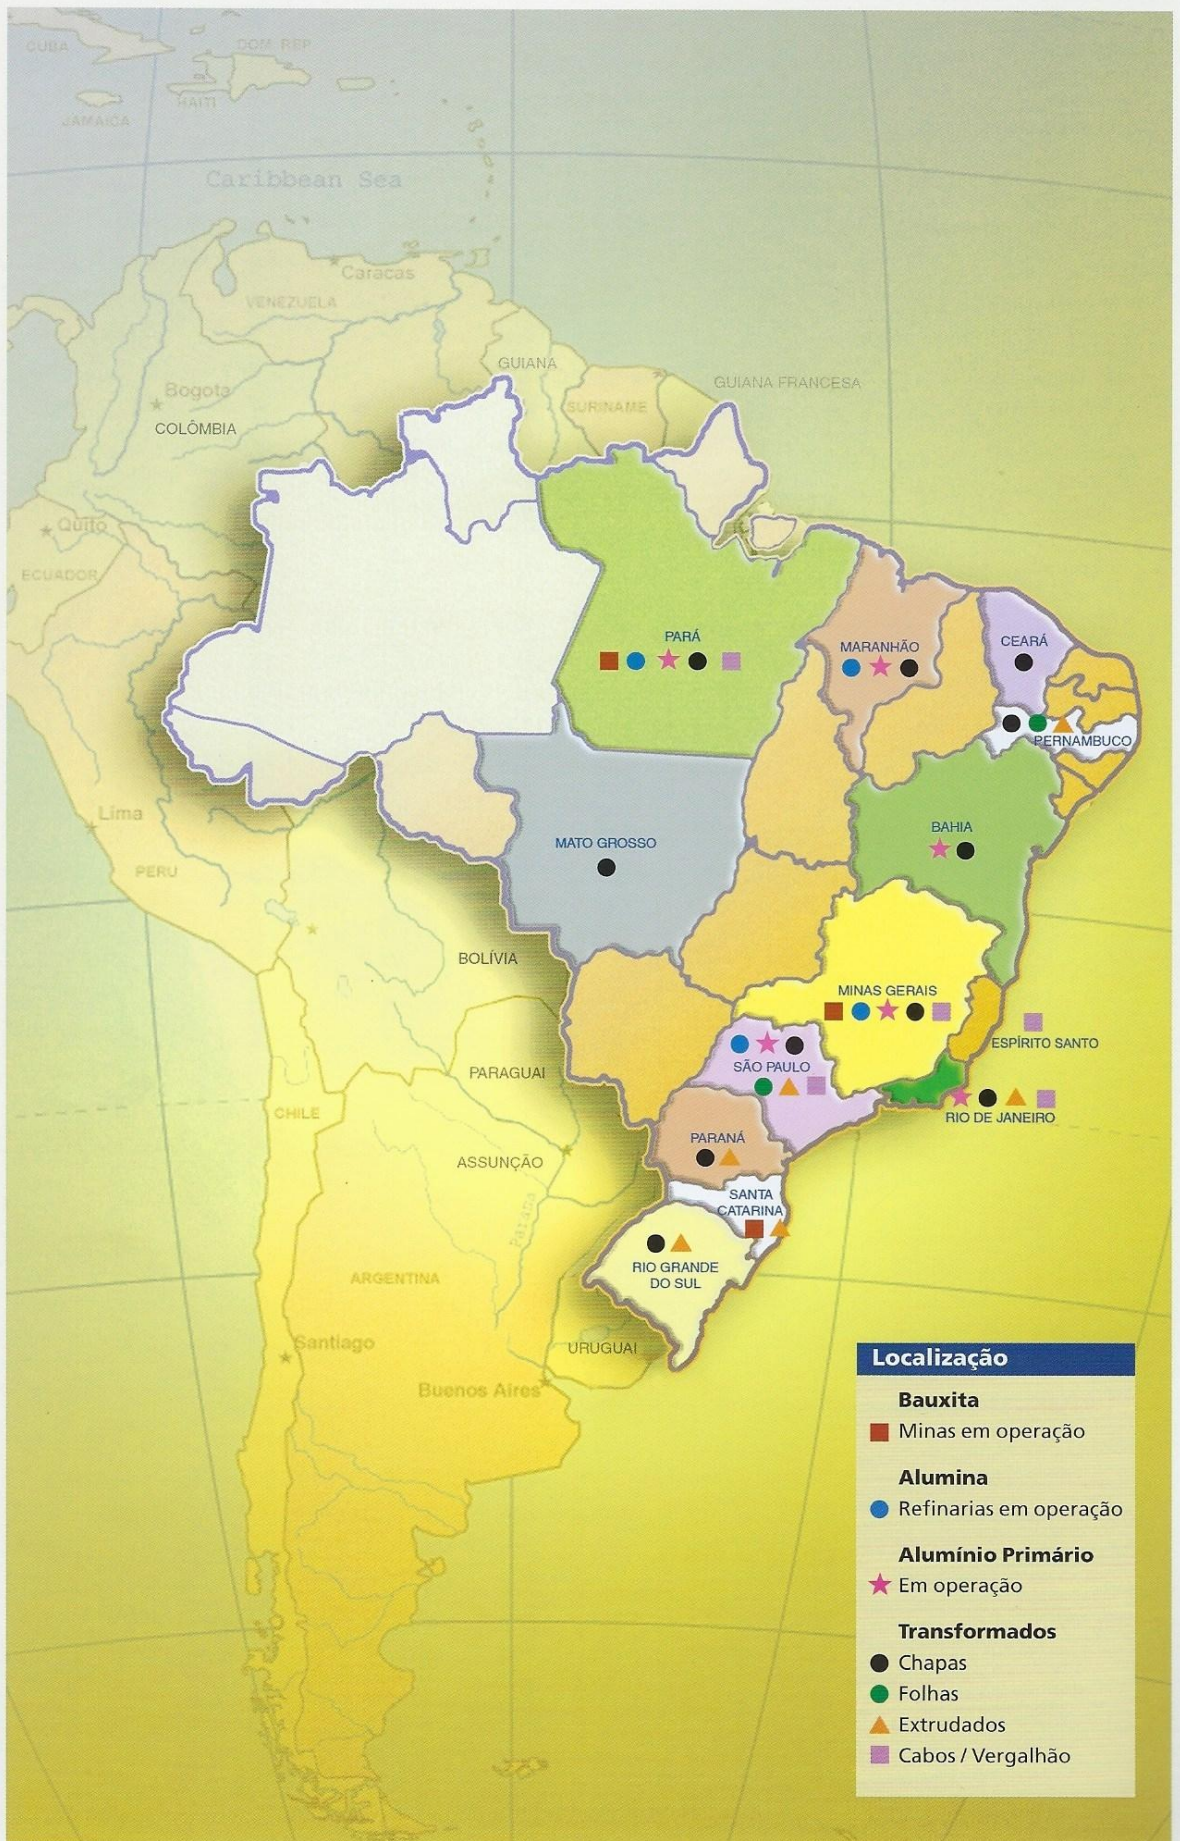 CUBA
DOM. REP
HAITI
JAMAICA
Caribbean Sea
Caracas
VENEZUELA
GUIANA
GUIANA FRANCESA
SURINAME
Bogota
COLÔMBIA
Quito
ECUADOR
PARÁ
MARANHÃO
CEARÁ
PERNAMBUCO
Lima
PERU
MATO GROSSO
BAHIA
BOLÍVIA
MINAS GERAIS
ESPÍRITO SANTO
SÃO PAULO
PARAGUAI
CHILE
RIO DE JANEIRO
PARANÁ
ASSUNÇÃO
SANTA
CATARINA
Parana
RIO GRANDE
DO SUL
ARGENTINA
Santiago
URUGUAI
Buenos Aires
Localização
Bauxita
Minas em operação
Alumina
Refinarias em operação
Alumínio Primário
Em operação
Transformados
Chapas
Folhas
Extrudados
Cabos / Vergalhão